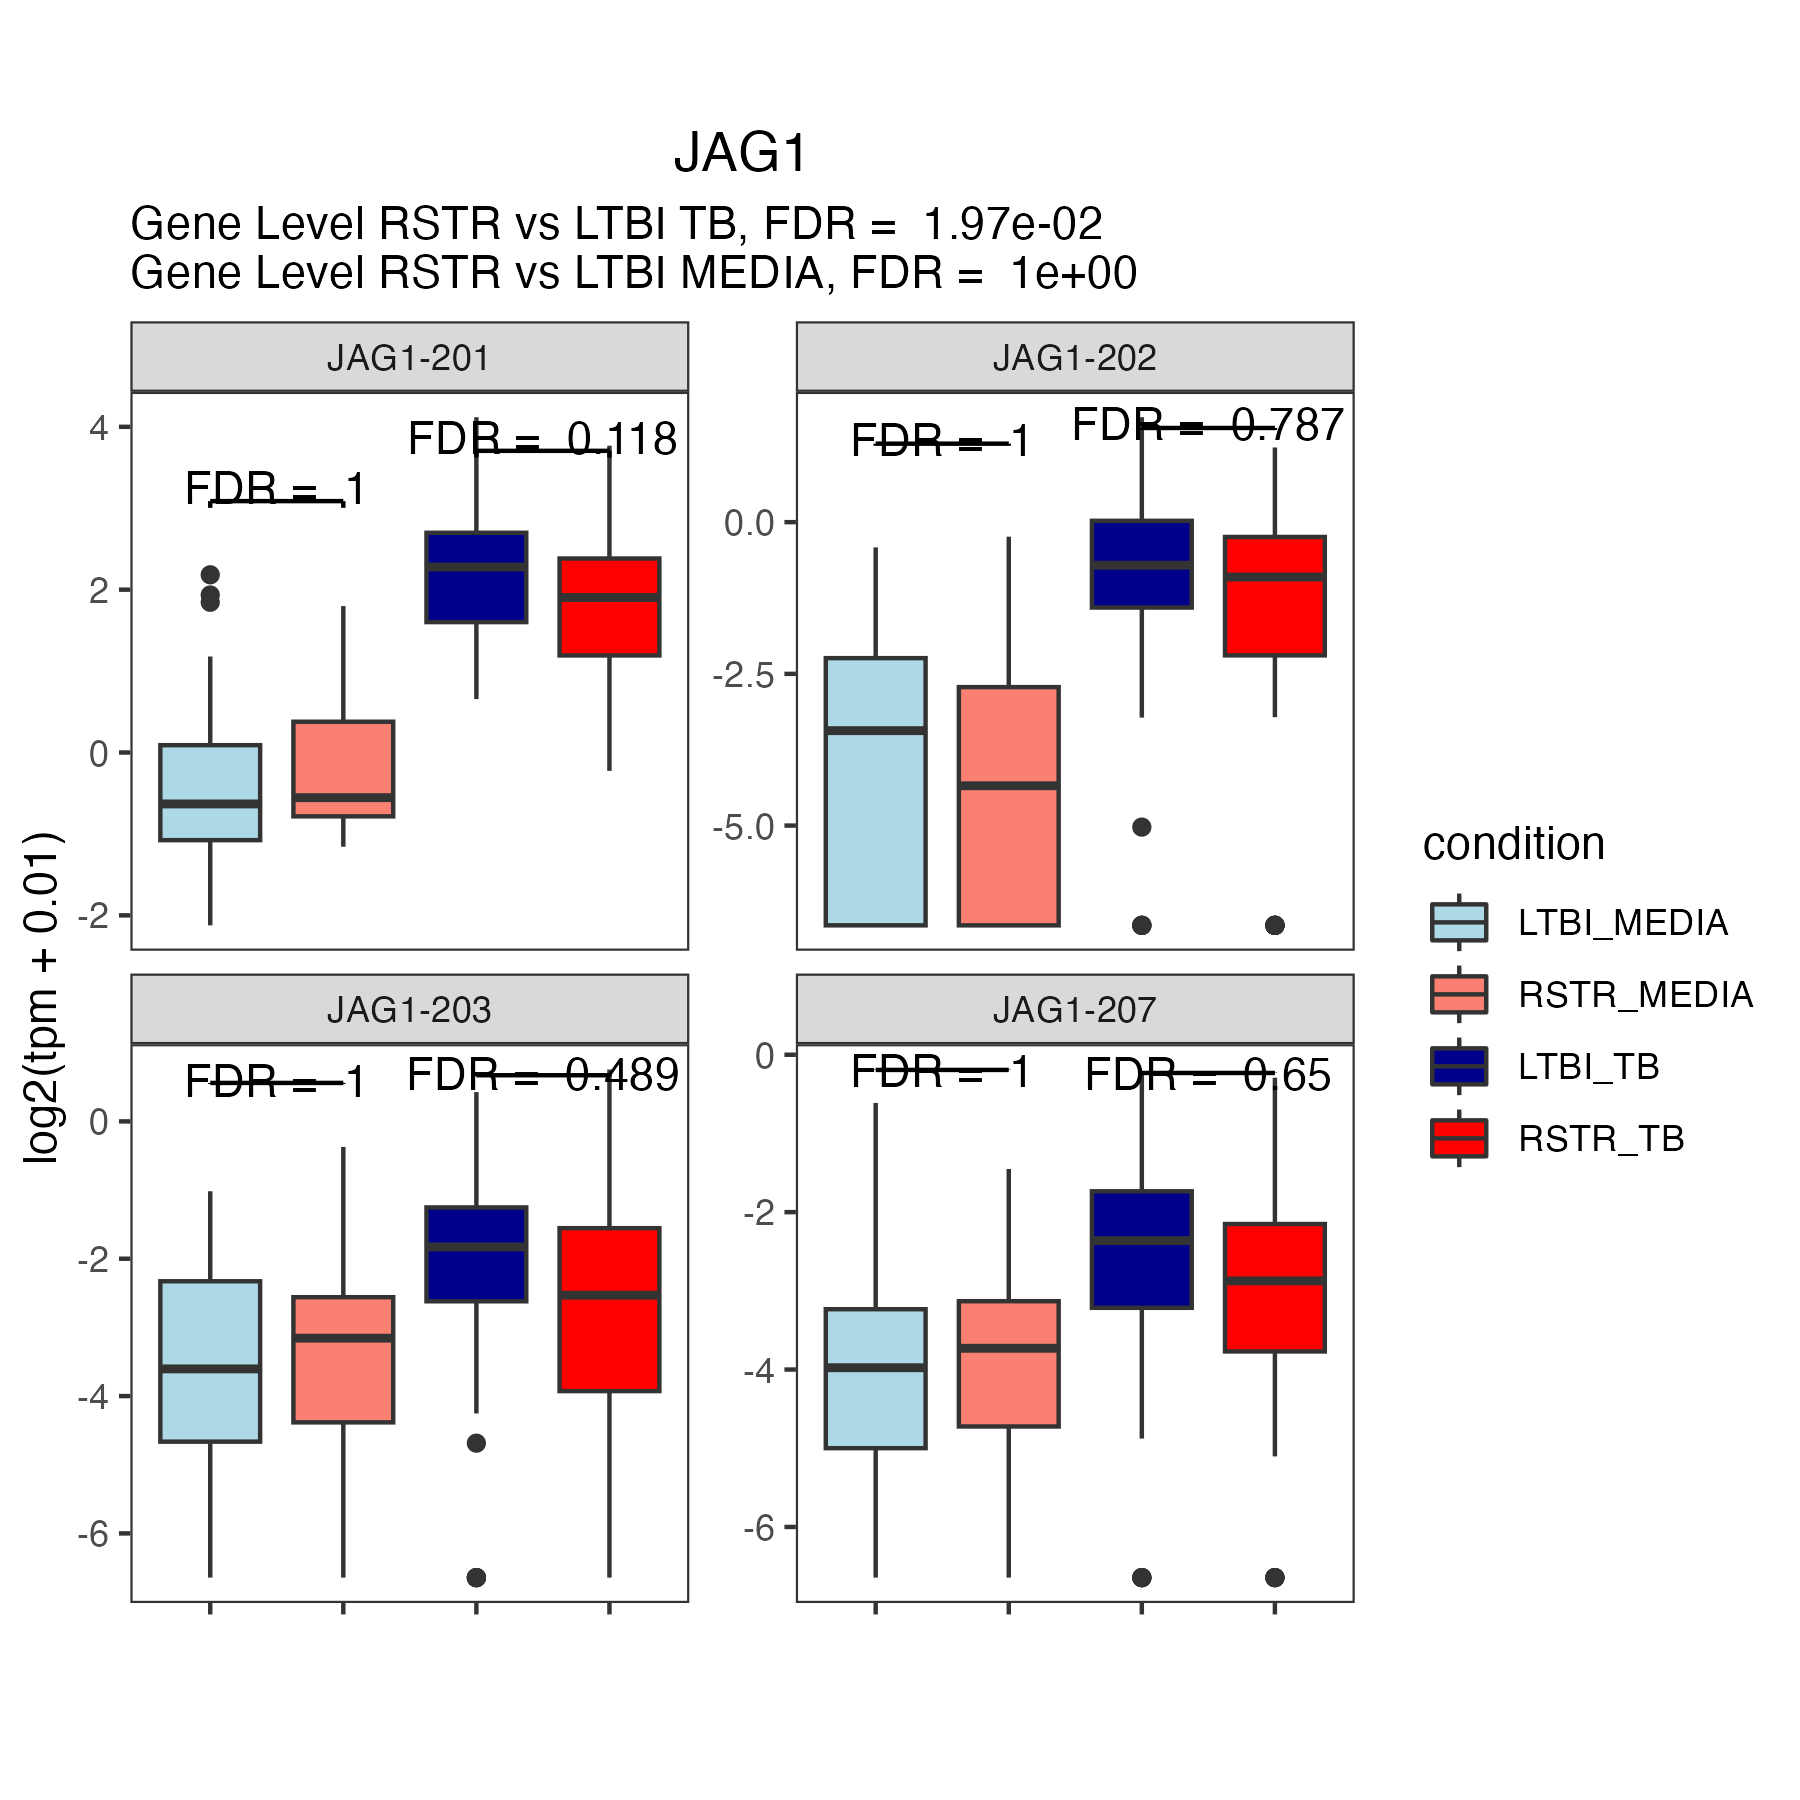 JAG1
Gene Level RSTR vs LTBI TB, FDR =  1.97e-02
Gene Level RSTR vs LTBI MEDIA, FDR =  1e+00
JAG1-201
FDR =  1
FDR =  0.118
4
2
0
-2
JAG1-202
FDR =  1
FDR =  0.787
0.0
-2.5
-5.0
JAG1-203
FDR =  1
FDR =  0.489
0
-2
-4
-6
JAG1-207
FDR =  1
FDR =  0.65
0
-2
-4
-6
log2(tpm + 0.01)
condition
LTBI_MEDIA
RSTR_MEDIA
LTBI_TB
RSTR_TB